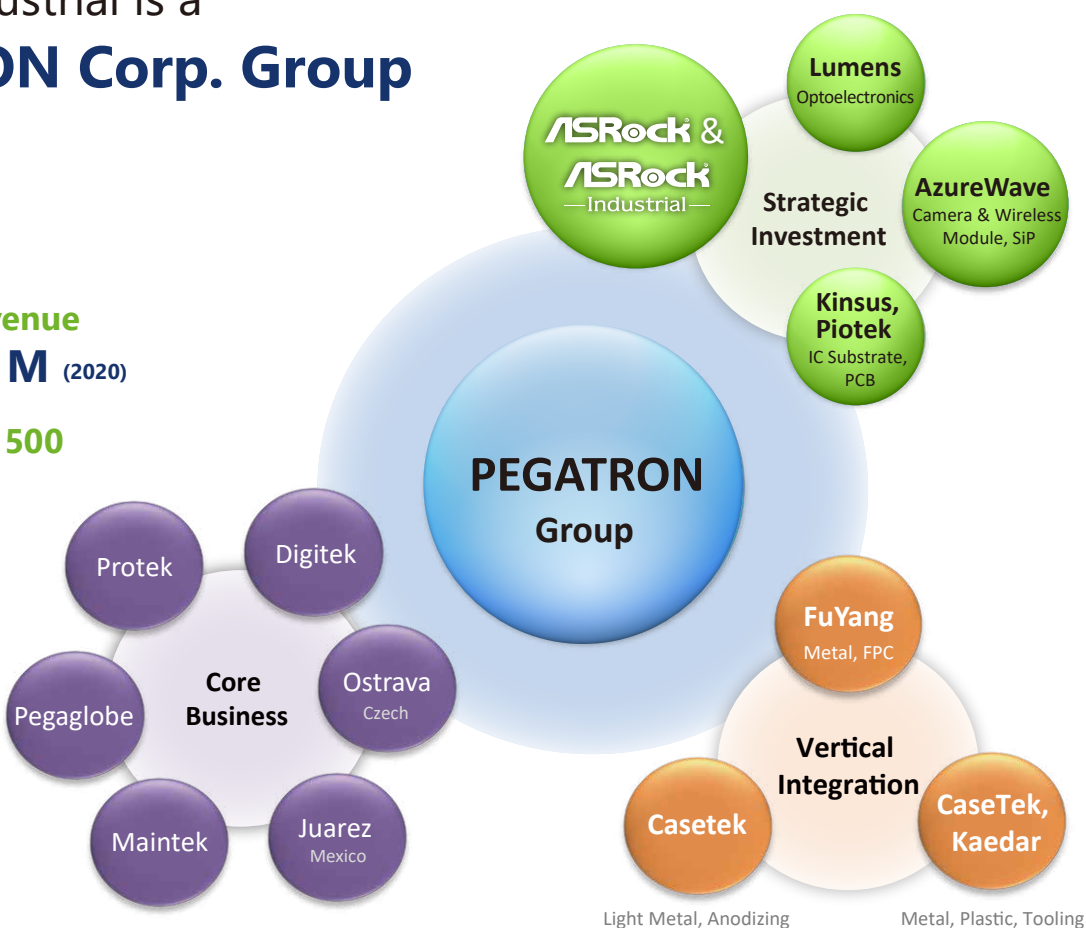 ustrial is a
ON Corp. Group
venue
M (2020)
500
ASRock &
ASRock
Industrial
Lumens
Optoelectronics
AzureWave
Camera & Wireless
Module, SiP
Strategic
Investment
Kinsus,
Piotek
IC Substrate,
PCB
PEGATRON
Group
Protek
Digitek
Pegaglobe
Core
Business
Ostrava
Czech
Maintek
Juarez
Mexico
FuYang
Metal, FPC
Vertical
Integration
Casetek
CaseTek,
Kaedar
Light Metal, Anodizing
Metal, Plastic, Tooling